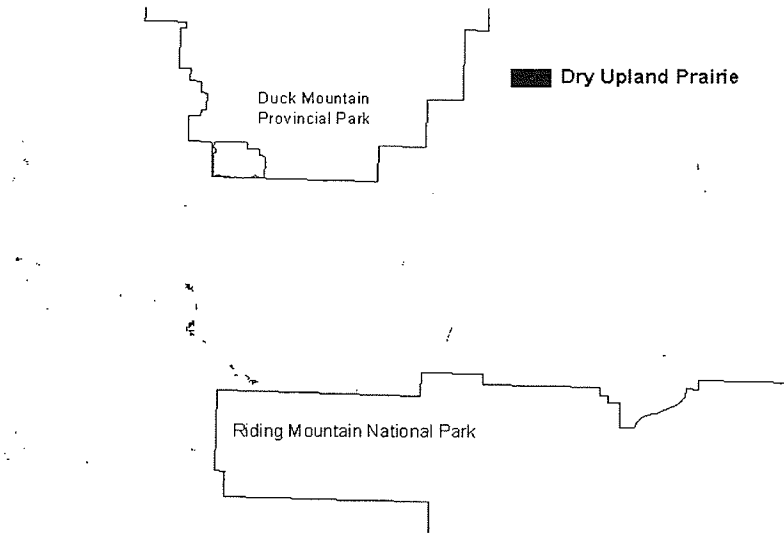 Dry Upland Prairie
Duck Mountain
Provincial Park
Riding Mountain National Park